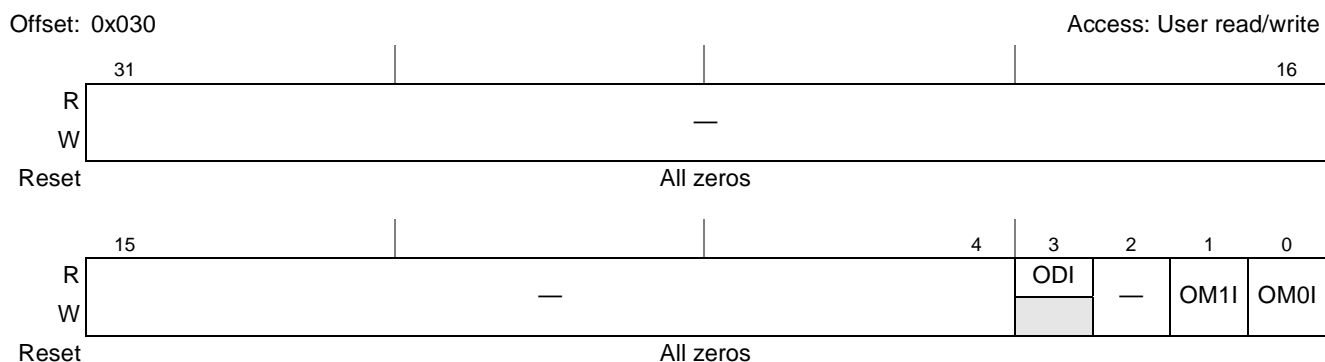 Offset: 0x030 Access: User read/write
31 16
R
—
W
Reset All zeros
15 4 3 2 1 0
R ODI
— — OM1I OM0I
W
Reset All zeros